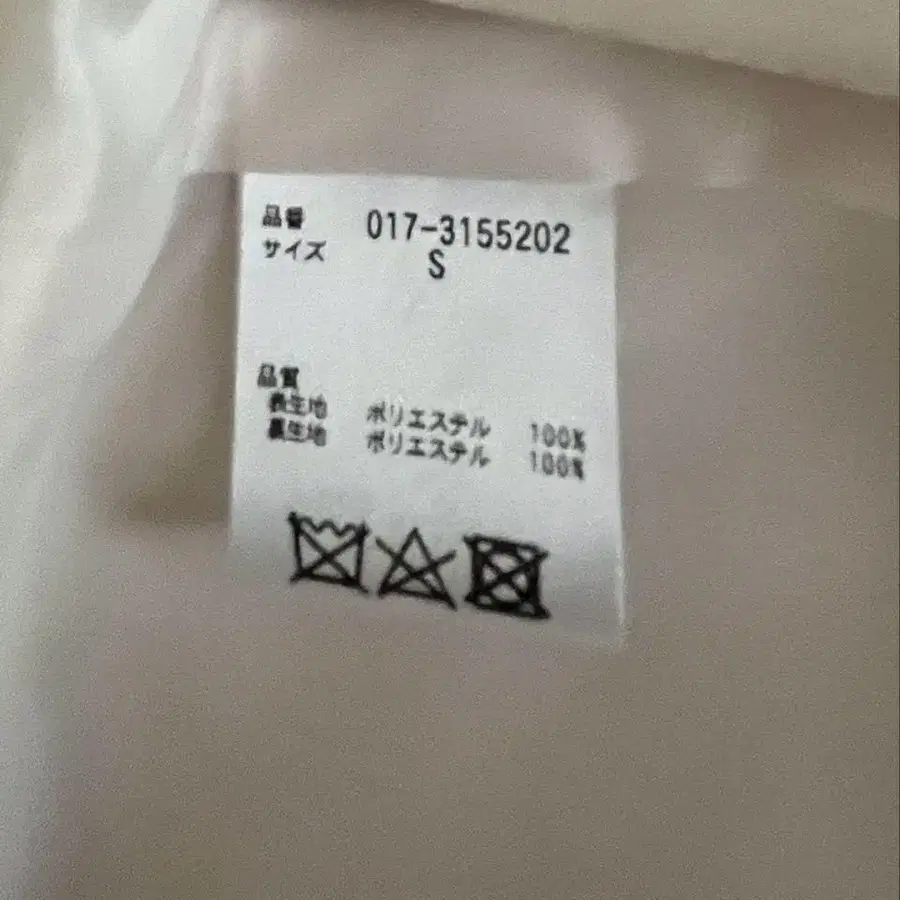 品番 017-3155202
サイズ S
品質
表生地 ポリエステル 100%
裏生地 ポリエステル 100%